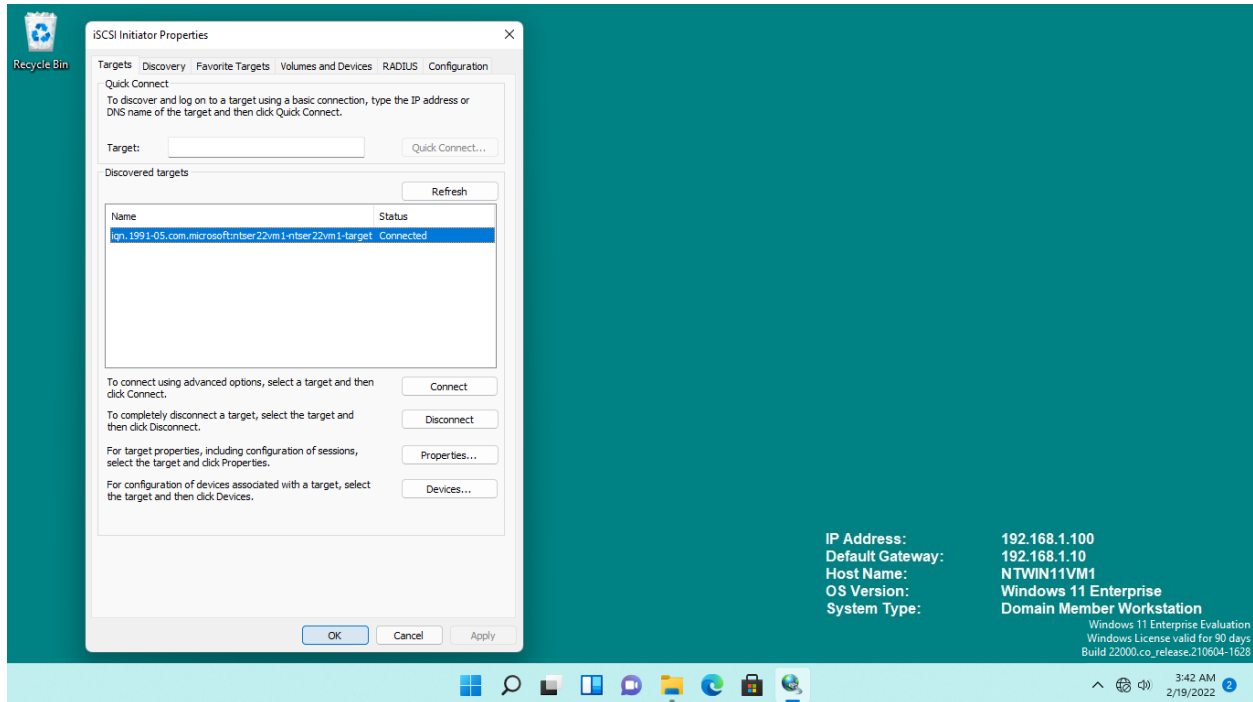 Recycle Bin
iSCSI Initiator Properties
Targets Discovery Favorite Targets Volumes and Devices RADIUS Configuration
Quick Connect
To discover and log on to a target using a basic connection, type the IP address or
DNS name of the target and then click Quick Connect.
Target:
Quick Connect...
Discovered targets
Refresh
Name Status
iqn.1991-05.com.microsoft:ntser22vm1-ntser22vm1-target Connected
To connect using advanced options, select a target and then
click Connect.
Connect
To completely disconnect a target, select the target and
then click Disconnect.
Disconnect
For target properties, including configuration of sessions,
select the target and click Properties.
Properties...
For configuration of devices associated with a target, select
the target and then click Devices.
Devices...
OK Cancel Apply
IP Address: 192.168.1.100
Default Gateway: 192.168.1.10
Host Name: NTWIN11VM1
OS Version: Windows 11 Enterprise
System Type: Domain Member Workstation
Windows 11 Enterprise Evaluation
Windows License valid for 90 days
Build 22000.co_release.210604-1628
3:42 AM
2/19/2022
2